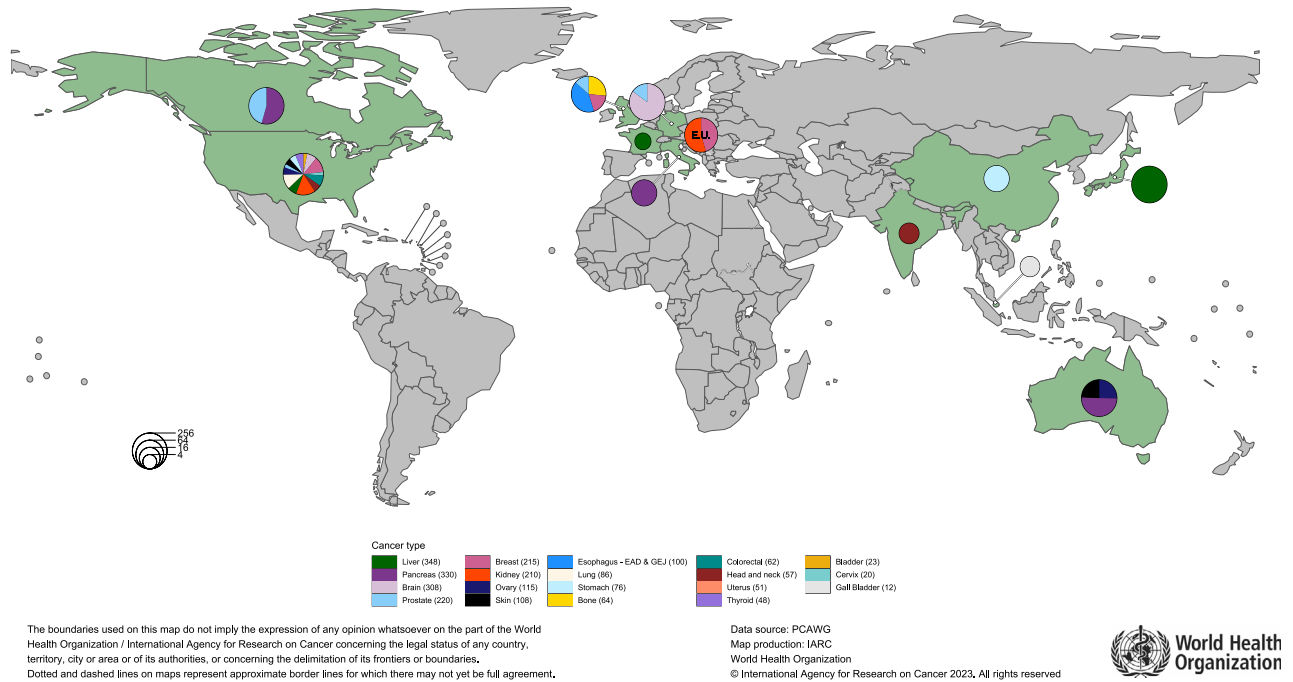 E.U.
256
64
16
4
Cancer type
Liver (348)
Pancreas (330)
Brain (308)
Prostate (220)
Breast (215)
Kidney (210)
Ovary (115)
Skin (108)
Esophagus - EAD & GEJ (100)
Lung (86)
Stomach (76)
Bone (64)
Colorectal (62)
Head and neck (57)
Uterus (51)
Thyroid (48)
Bladder (23)
Cervix (20)
Gall Bladder (12)
The boundaries used on this map do not imply the expression of any opinion whatsoever on the part of the World
Health Organization / International Agency for Research on Cancer concerning the legal status of any country,
territory, city or area or of its authorities, or concerning the delimitation of its frontiers or boundaries.
Dotted and dashed lines on maps represent approximate border lines for which there may not yet be full agreement.
Data source: PCAWG
Map production: IARC
World Health Organization
© International Agency for Research on Cancer 2023. All rights reserved
World Health
Organization